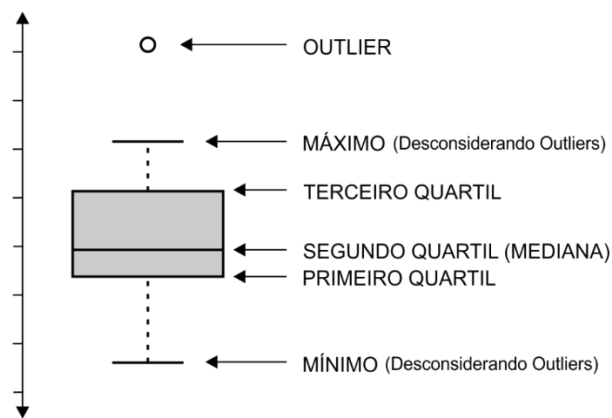 OUTLIER
MÁXIMO (Desconsiderando Outliers)
TERCEIRO QUARTIL
SEGUNDO QUARTIL (MEDIANA)
PRIMEIRO QUARTIL
MÍNIMO (Desconsiderando Outliers)